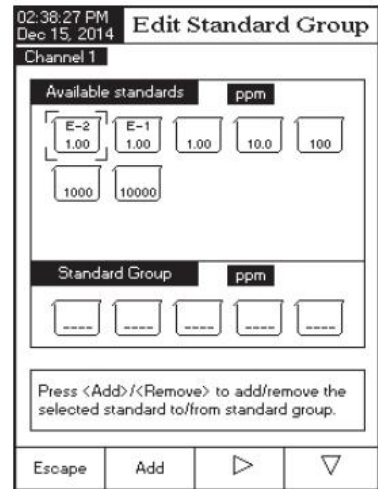 02:38:27 PM
Dec 15, 2014
Edit Standard Group
Channel 1
Available standards ppm
E-2 E-1
1.00 1.00 1.00 10.0 100
1000 10000
Standard Group ppm
---- ---- ---- ---- ----
Press <Add>/<Remove> to add/remove the
selected standard to/from standard group.
Escape Add